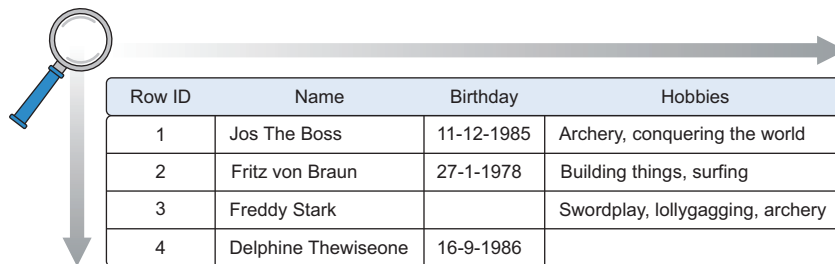 Row ID Name Birthday Hobbies
1 Jos The Boss 11-12-1985 Archery, conquering the world
2 Fritz von Braun 27-1-1978 Building things, surfing
3 Freddy Stark Swordplay, lollygagging, archery
4 Delphine Thewiseone 16-9-1986